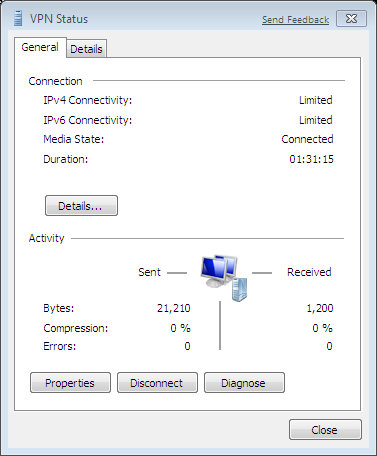 VPN Status Send Feedback
General Details
Connection
IPv4 Connectivity: Limited
IPv6 Connectivity: Limited
Media State: Connected
Duration: 01:31:15
Details...
Activity
Sent Received
Bytes: 21,210 1,200
Compression: 0 % 0 %
Errors: 0 0
Properties Disconnect Diagnose
Close